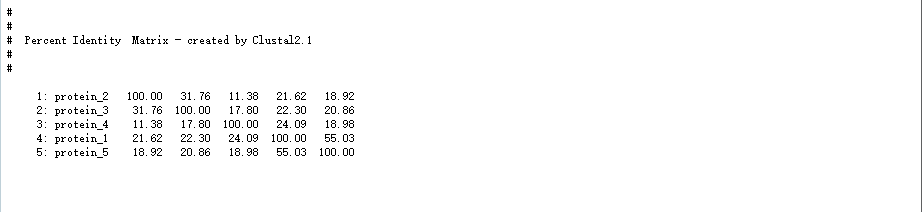 #
#
#  Percent Identity  Matrix - created by Clustal2.1
#
#
1: protein_2  100.00  31.76  11.38  21.62  18.92
2: protein_3  31.76  100.00  17.80  22.30  20.86
3: protein_4  11.38  17.80  100.00  24.09  18.98
4: protein_1  21.62  22.30  24.09  100.00  55.03
5: protein_5  18.92  20.86  18.98  55.03  100.00